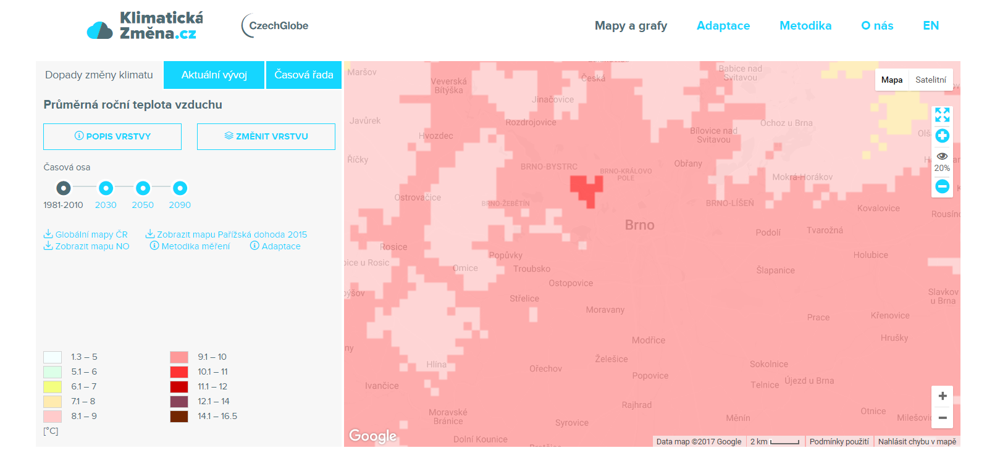 Klimatická
Změna.cz
CzechGlobe
Mapy a grafy
Adaptace
Metodika
O nás
EN
Dopady změny klimatu
Aktuální vývoj
Časová řada
Průměrná roční teplota vzduchu
POPIS VRSTVY
ZMĚNIT VRSTVU
Časová osa
1981-2010
2030
2050
2090
Globální mapy ČR
Zobrazit mapu Pařížská dohoda 2015
Zobrazit mapu NO
Metodika měření
Adaptace
1.3 – 5
5.1 – 6
6.1 – 7
7.1 – 8
8.1 – 9
[°C]
9.1 – 10
10.1 – 11
11.1 – 12
12.1 – 14
14.1 – 16.5
Maršov
Veverská
Bítýška
Česká
Babice nad
Svitavou
Mapa
Satelitní
Jinačovice
Javůrek
Rozdrojovice
Ochoz u Brna
Hvozdec
Bílovice nad
Svitavou
Říčky
BRNO-BYSTRC
BRNO-KRÁLOVO
POLE
Obřany
20%
Mokrá-Horákov
Ostrovačice
BRNO-ŽEBĚTÍN
BRNO-LÍŠEŇ
Kovalovice
Rousíno
Brno
Podolí
Tvarožná
Rosice
Popůvky
Holubice
bice u Rosic
Omice
Troubsko
Šlapanice
Ostopovice
Slavkov
u Brna
Střelice
Moravany
Prace
Křenovice
Modřice
Hrušky
Želešice
Hlína
Ořechov
Sokolnice
Popovice
Ivančice
Telnice
Újezd u Brna
Rajhrad
Moravské
Bránice
Otnice
Měnín
Milešovi
Syrovice
Dolní Kounice
Google
Data map ©2017 Google
2 km
Podmínky použití
Nahlásit chybu v mapě